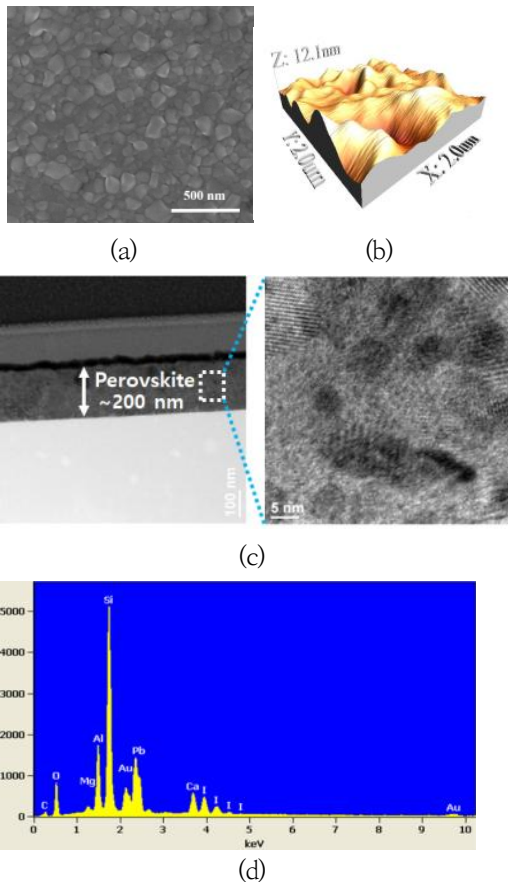 500 nm
(a)
Z: 12.1nm
Y: 2.0um
X: 2.0um
(b)
Perovskite
~200 nm
100 nm
5 nm
(c)
5000
4000
3000
2000
1000
0
C
O
Mg
Al
Si
Au
Pb
Ca
I
I
I
I
Au
0
1
2
3
4
5
6
7
8
9
10
keV
(d)